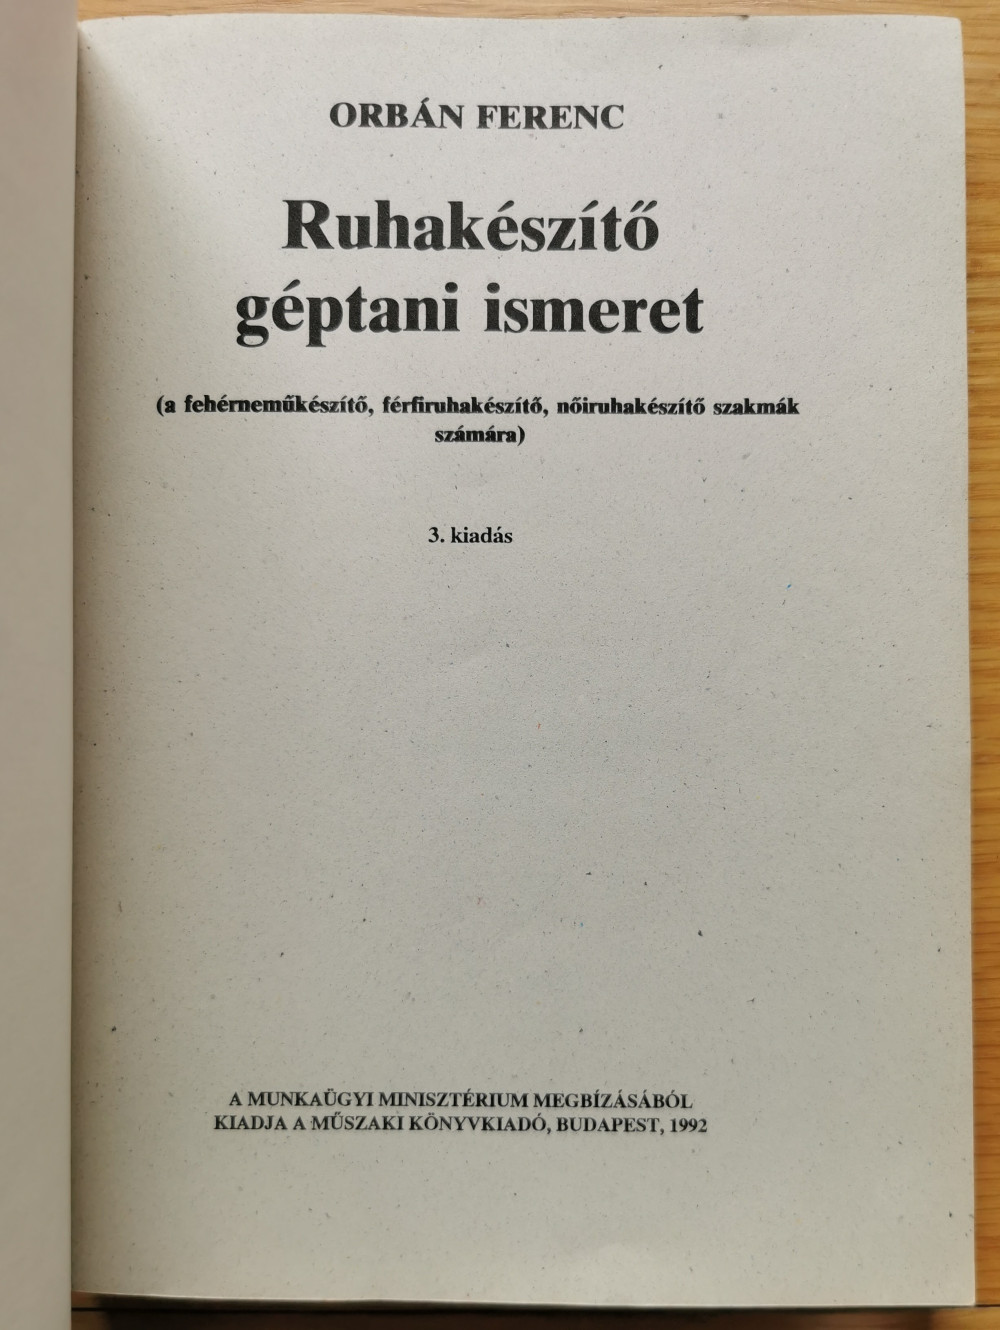 ORBÁN FERENC
Ruhakészítő
géptani ismeret
(a fehérneműkészítő, férfiruhakészítő, nőiruhakészítő szakmák
számára)
3. kiadás
A MUNKAÜGYI MINISZTÉRIUM MEGBÍZÁSÁBÓL
KIADJA A MŰSZAKI KÖNYVKIADÓ, BUDAPEST, 1992